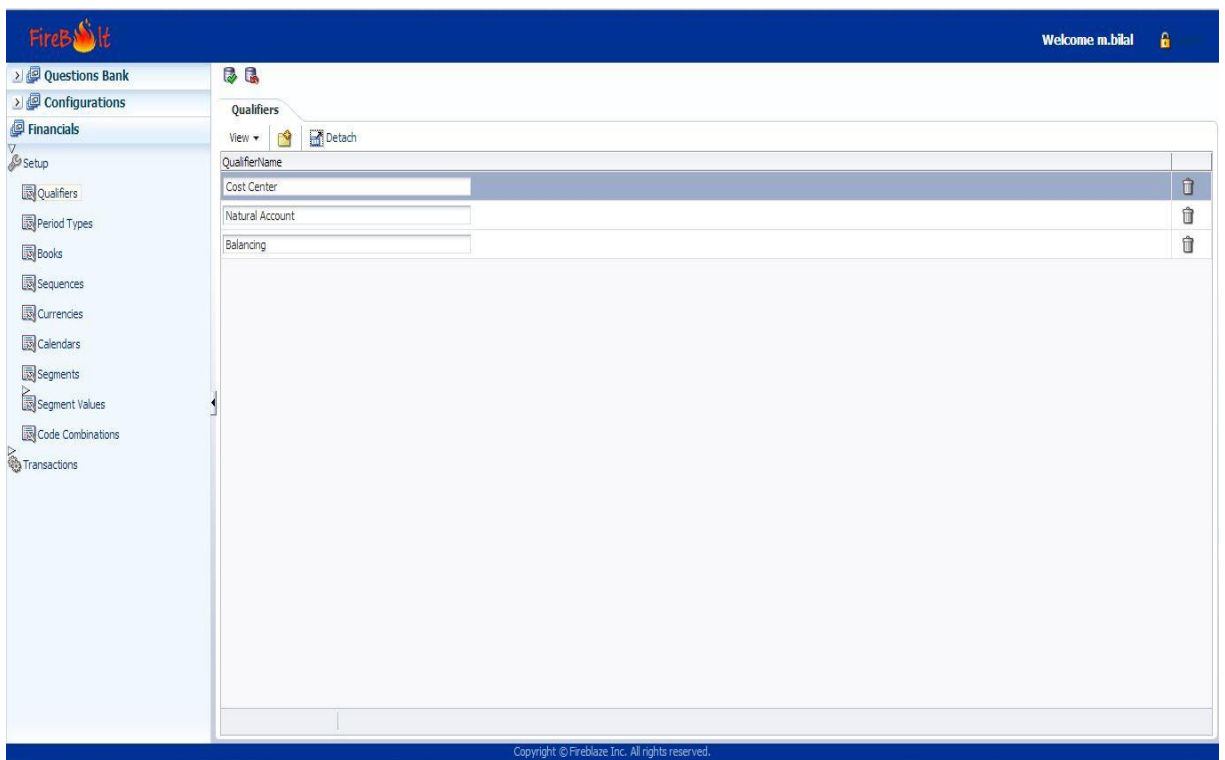 FireBolt
Welcome m.bilal
Questions Bank
Configurations
Financials
Setup
Qualifiers
Period Types
Books
Sequences
Currencies
Calendars
Segments
Segment Values
Code Combinations
Transactions
Qualifiers
View
Detach
QualifierName
Cost Center
Natural Account
Balancing
Copyright © Fireblaze Inc. All rights reserved.